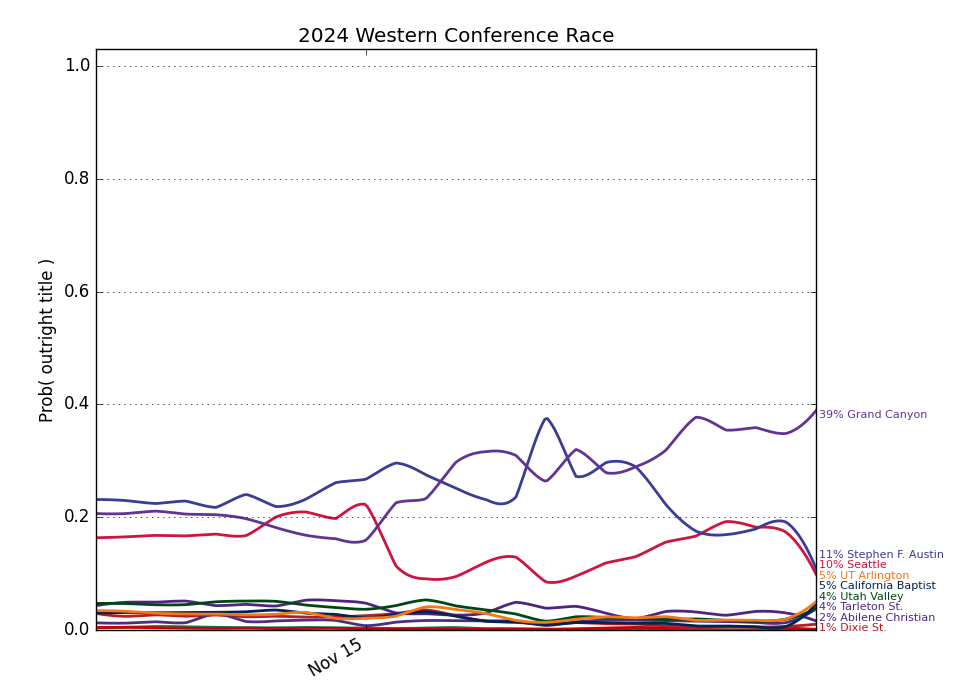 2024 Western Conference Race
1.0
0.8
0.6
0.4
0.2
0.0
Prob( outright title )
Nov 15
39% Grand Canyon
11% Stephen F. Austin
10% Seattle
5% UT Arlington
5% California Baptist
4% Utah Valley
4% Tarleton St.
2% Abilene Christian
1% Dixie St.